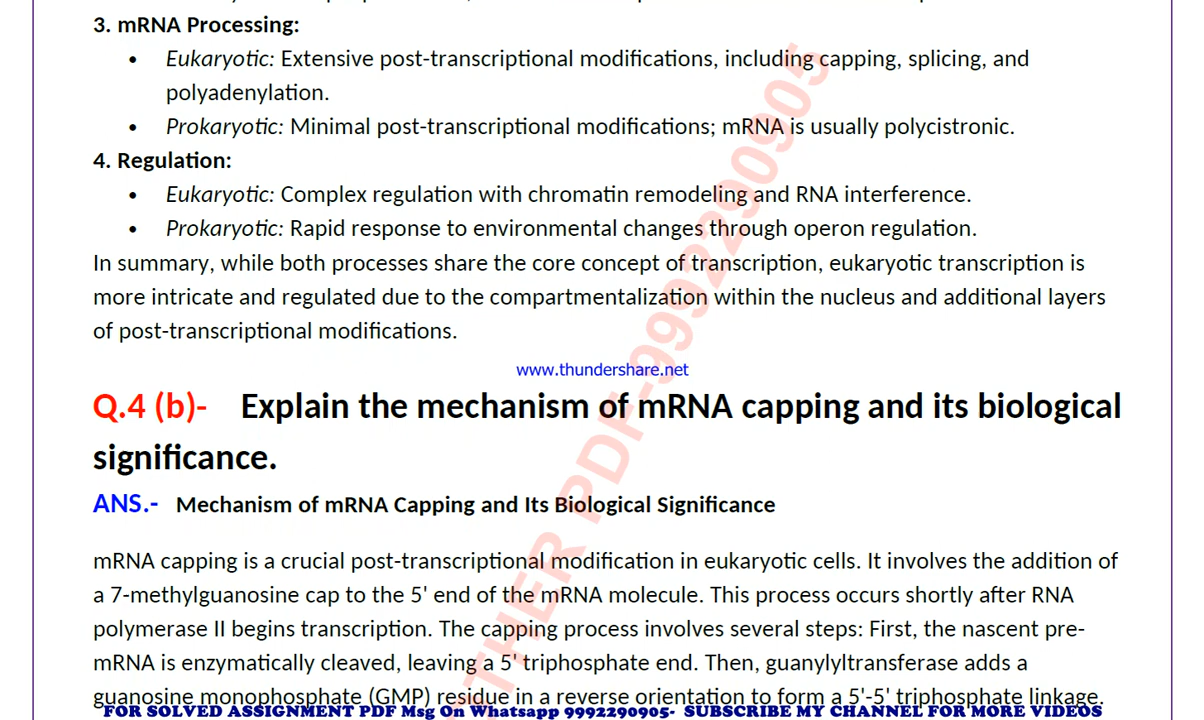 3. mRNA Processing:
• Eukaryotic: Extensive post-transcriptional modifications, including capping, splicing, and
polyadenylation.
• Prokaryotic: Minimal post-transcriptional modifications; mRNA is usually polycistronic.
4. Regulation:
• Eukaryotic: Complex regulation with chromatin remodeling and RNA interference.
• Prokaryotic: Rapid response to environmental changes through operon regulation.
In summary, while both processes share the core concept of transcription, eukaryotic transcription is
more intricate and regulated due to the compartmentalization within the nucleus and additional layers
of post-transcriptional modifications.
www.thundershare.net
Q.4 (b)- Explain the mechanism of mRNA capping and its biological
significance.
ANS.- Mechanism of mRNA Capping and Its Biological Significance
mRNA capping is a crucial post-transcriptional modification in eukaryotic cells. It involves the addition of
a 7-methylguanosine cap to the 5' end of the mRNA molecule. This process occurs shortly after RNA
polymerase II begins transcription. The capping process involves several steps: First, the nascent pre-
mRNA is enzymatically cleaved, leaving a 5' triphosphate end. Then, guanylyltransferase adds a
guanosine monophosphate (GMP) residue in a reverse orientation to form a 5'-5' triphosphate linkage.
FOR SOLVED ASSIGNMENT PDF Msg On Whatsapp 9992290905- SUBSCRIBE MY CHANNEL FOR MORE VIDEOS
THER PDF-9992290905